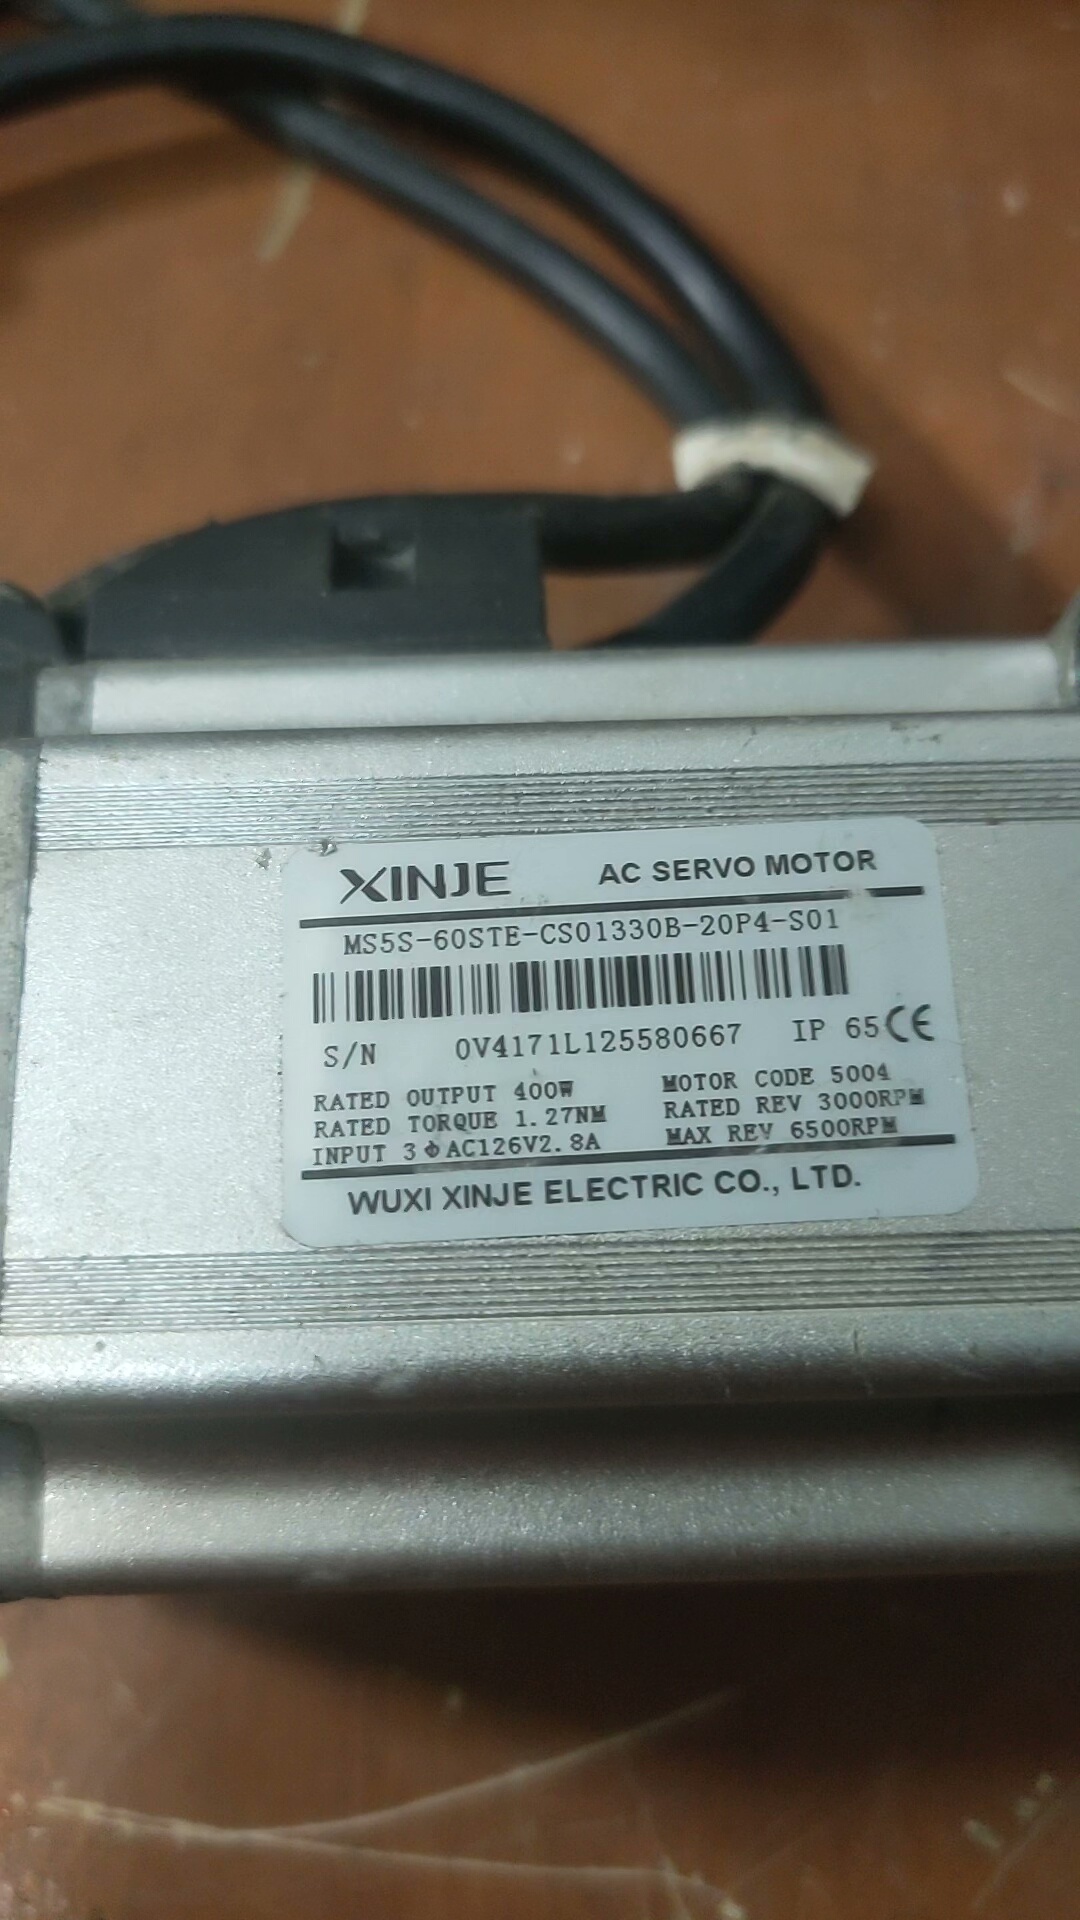 XINJE AC SERVO MOTOR
MS5S-60STE-CS01330B-20P4-S01
S/N 0V4171L125580667 IP 65 CE
RATED OUTPUT 400W MOTOR CODE 5004
RATED TORQUE 1.27NM RATED REV 3000RPM
INPUT 3ΦAC126V2.8A MAX REV 6500RPM
WUXI XINJE ELECTRIC CO., LTD.